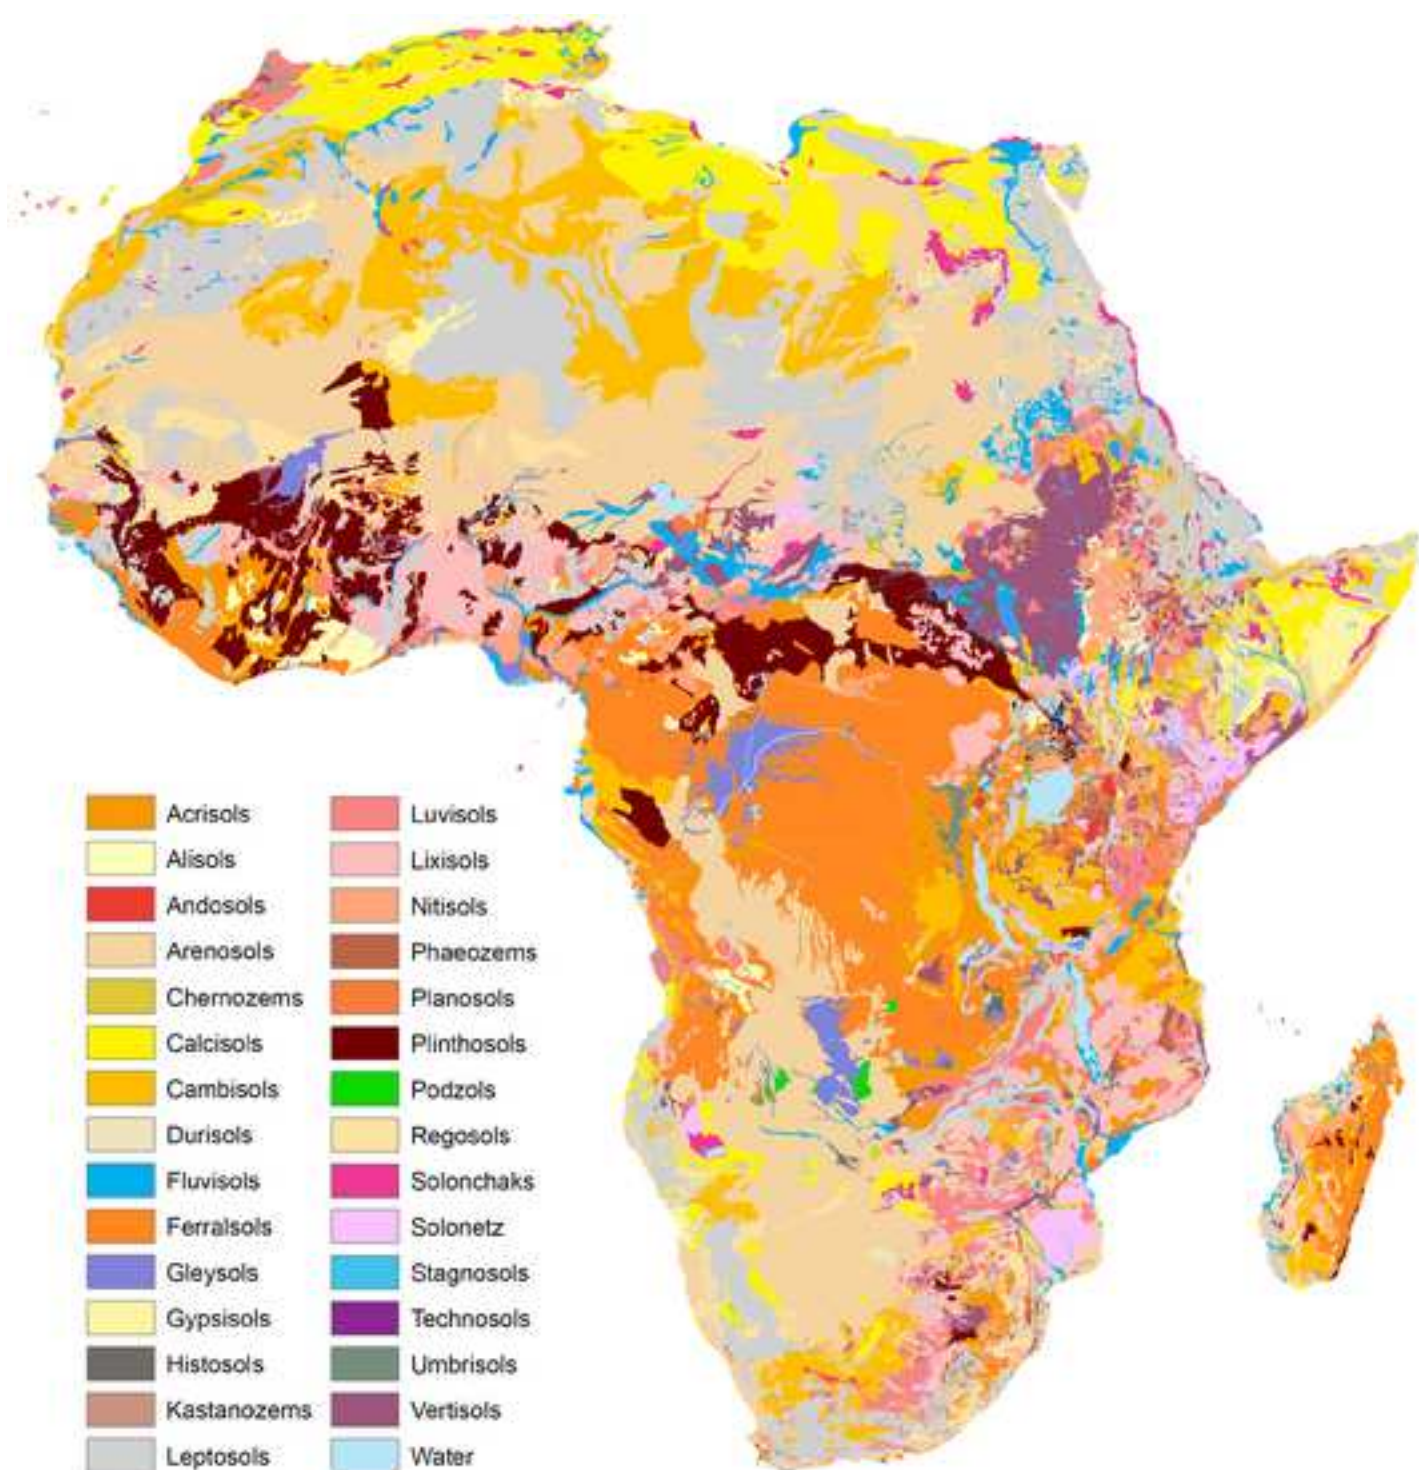 Acrisols
Alisols
Andosols
Arenosols
Chernozems
Calcisols
Cambisols
Durisols
Fluvisols
Ferralsols
Gleysols
Gypsisols
Histosols
Kastanozems
Leptosols
Luvisols
Lixisols
Nitisols
Phaeozems
Planosols
Plinthosols
Podzols
Regosols
Solonchaks
Solonetz
Stagnosols
Technosols
Umbrisols
Vertisols
Water